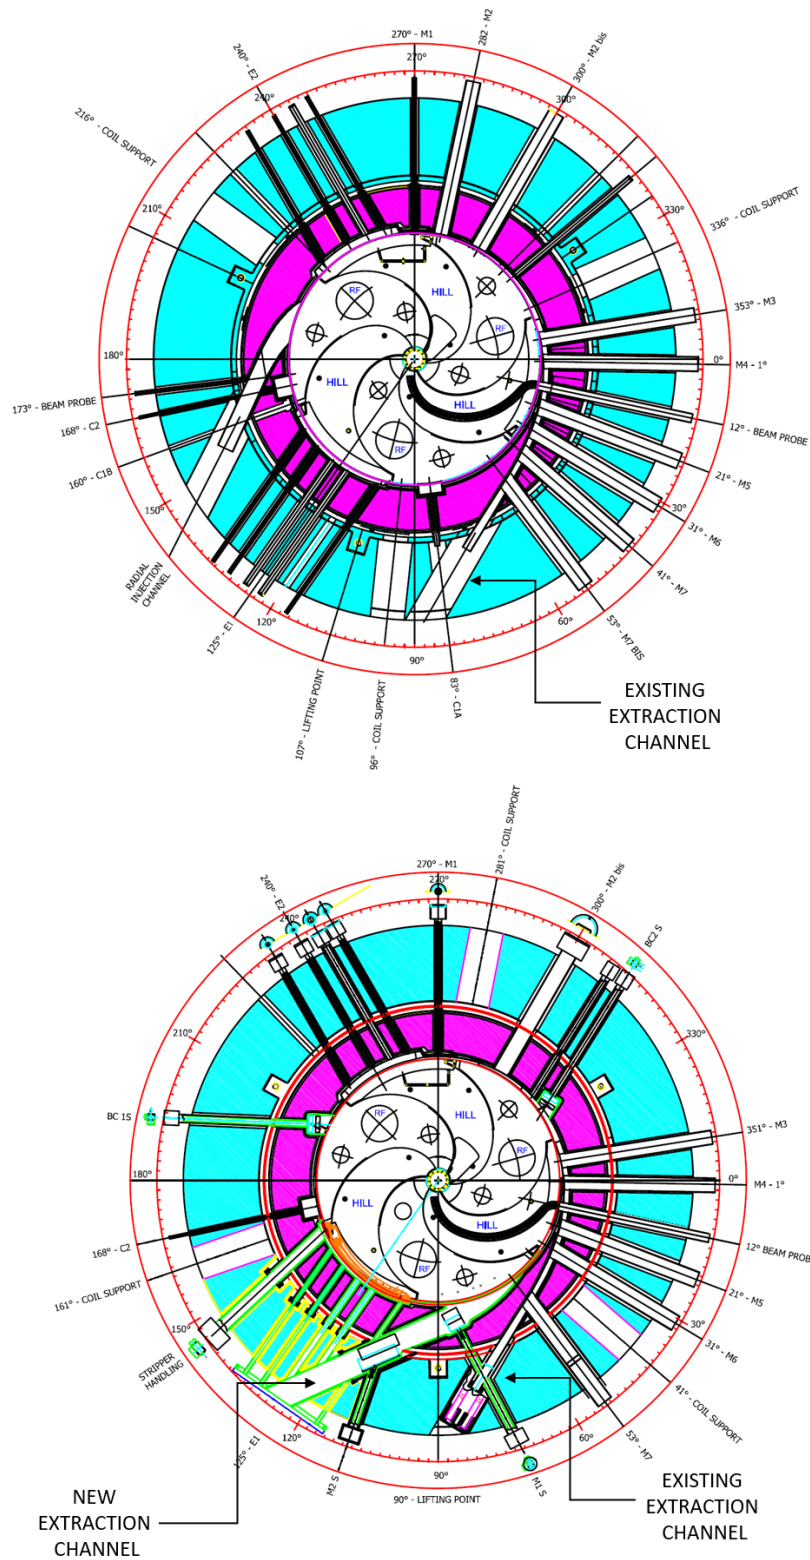 270° - M1
282 - M2
300° - M2 bis
240° - E2
270°
240°
300°
216° - COIL SUPPORT
210°
330°
336° - COIL SUPPORT
RF
HILL
RF
353° - M3
180°
0°
M4 - 1°
HILL
HILL
173° - BEAM PROBE
168° - C2
12° - BEAM PROBE
RF
160° - C1B
21° - M5
150°
30°
31° - M6
RADIAL
INJECTION
CHANNEL
41° - M7
125° - E1
120°
60°
53° - M7 BIS
90°
107° - LIFTING POINT
96° - COIL SUPPORT
83° - C1A
EXISTING
EXTRACTION
CHANNEL
281° - COIL SUPPORT
270° - M1
270°
300° - M2 bis
240° - E2
240°
BC2 S
210°
330°
BC 1S
RF
HILL
RF
351° - M3
180°
0°
M4 - 1°
HILL
HILL
168° - C2
12° BEAM PROB
RF
161° - COIL SUPPORT
21° - M5
150°
30°
31° - M6
STRIPPER
HANDLING
41° - COIL SUPPORT
120°
60°
125° - E1
53° - M7
M2 S
90°
M1 S
90° - LIFTING POINT
NEW
EXTRACTION
CHANNEL
EXISTING
EXTRACTION
CHANNEL